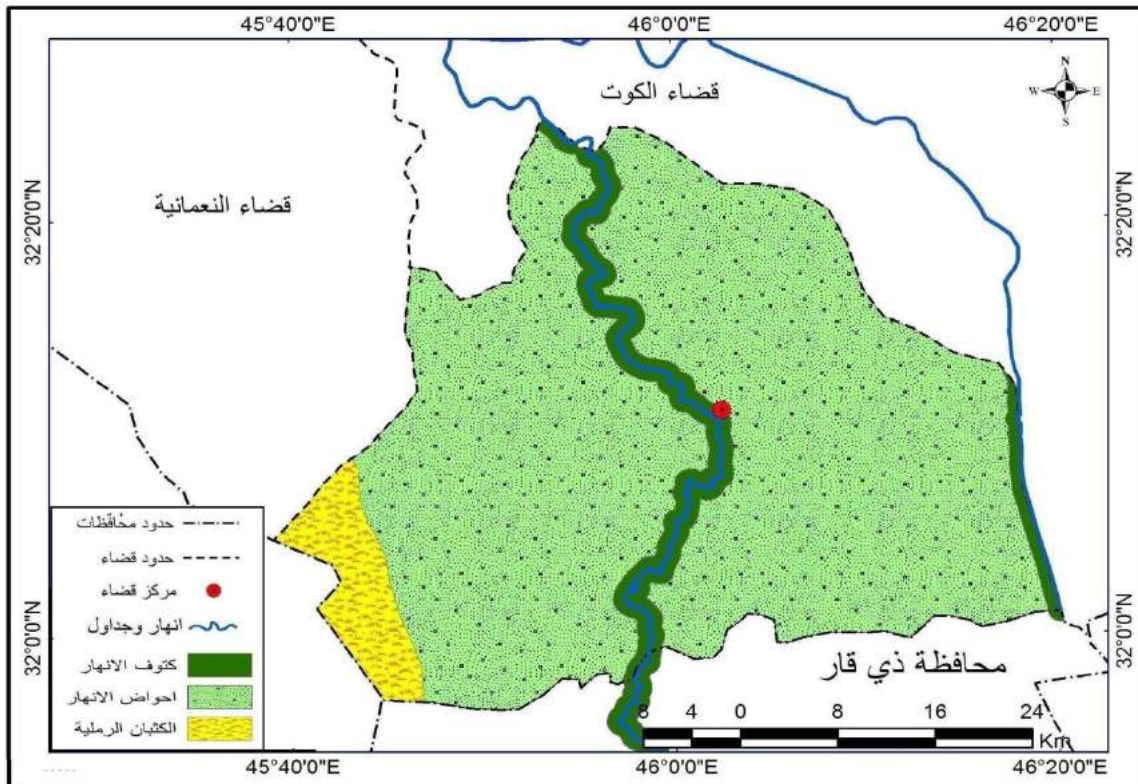 45°40'0"E
46°0'0"E
46°20'0"E
N
W E
S
قضاء الكوت
قضاء النعمانية
32°20'0"N
32°20'0"N
حدود محافظات
حدود قضاء
مركز قضاء
انهار وجداول
كتوف الانهار
احواض الانهار
الكثبان الرملية
32°0'0"N
32°0'0"N
محافظة ذي قار
8 4 0 8 16 24
Km
45°40'0"E
46°0'0"E
46°20'0"E